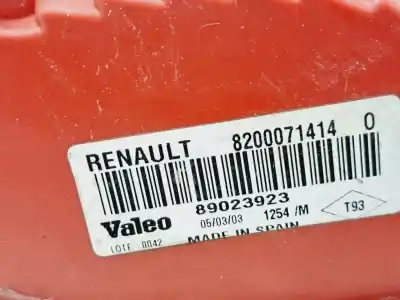 RENAULT 8200071414 0
89023923
Valeo 05/03/03 1254 /M T93
LOTE 0042 MADE IN SPAIN